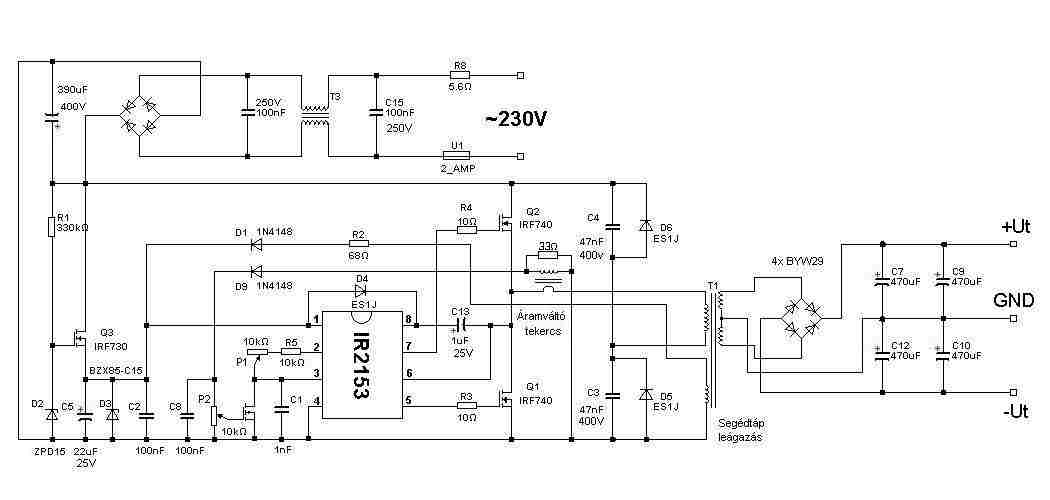 390uF
400V
250V
100nF
T3
C15
100nF
250V
R8
5.6Ω
~230V
U1
2_AMP
R1
330kΩ
D1
1N4148
R2
68Ω
D9
1N4148
D4
ES1J
R4
10Ω
Q2
IRF740
33Ω
C4
47nF
400v
D6
ES1J
Áramváltó
tekercs
C13
1uF
25V
Q3
IRF730
BZX85-C15
10kΩ
P1
R5
10kΩ
IR2153
1
2
3
4
8
7
6
5
R3
10Ω
Q1
IRF740
C3
47nF
400V
D5
ES1J
T1
Segédtáp
leágazás
4x BYW29
C7
470uF
C9
470uF
C12
470uF
C10
470uF
+Ut
GND
-Ut
D2
ZPD15
C5
22uF
25V
D3
C2
100nF
C8
100nF
P2
10kΩ
C1
1nF